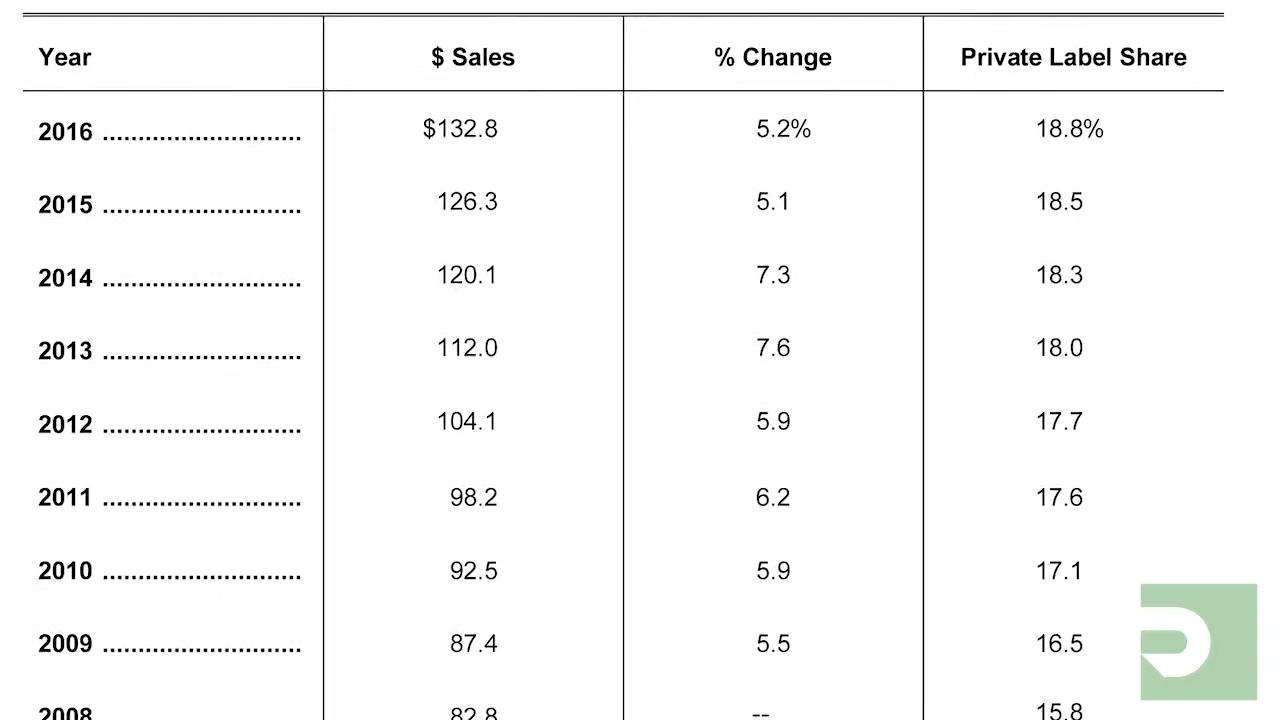 Year $ Sales % Change Private Label Share
2016 ............................ $132.8 5.2% 18.8%
2015 ............................ 126.3 5.1 18.5
2014 ............................ 120.1 7.3 18.3
2013 ............................ 112.0 7.6 18.0
2012 ............................ 104.1 5.9 17.7
2011 ............................ 98.2 6.2 17.6
2010 ............................ 92.5 5.9 17.1
2009 ............................ 87.4 5.5 16.5
2008 82.8 -- 15.8